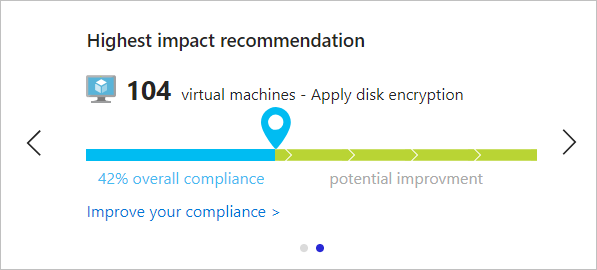 Highest impact recommendation
104 virtual machines - Apply disk encryption
42% overall compliance potential improvment
Improve your compliance >